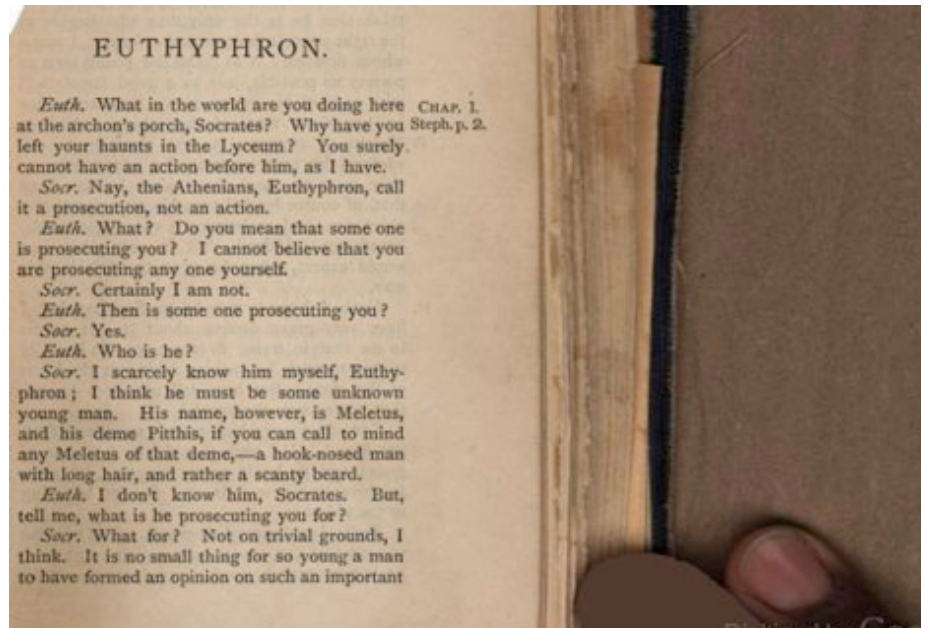 EUTHYPHRON.
Euth. What in the world are you doing here CHAP. I.
at the archon's porch, Socrates? Why have you Steph. p. 2.
left your haunts in the Lyceum? You surely
cannot have an action before him, as I have.
Socr. Nay, the Athenians, Euthyphron, call
it a prosecution, not an action.
Euth. What? Do you mean that some one
is prosecuting you? I cannot believe that you
are prosecuting any one yourself.
Socr. Certainly I am not.
Euth. Then is some one prosecuting you?
Socr. Yes.
Euth. Who is he?
Socr. I scarcely know him myself, Euthy-
phron; I think he must be some unknown
young man. His name, however, is Meletus,
and his deme Pitthis, if you can call to mind
any Meletus of that deme,—a hook-nosed man
with long hair, and rather a scanty beard.
Euth. I don't know him, Socrates. But,
tell me, what is he prosecuting you for?
Socr. What for? Not on trivial grounds, I
think. It is no small thing for so young a man
to have formed an opinion on such an important